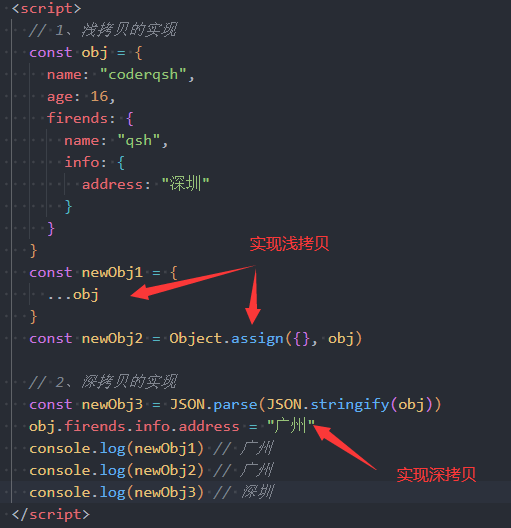 <script>
// 1、浅拷贝的实现
const obj = {
name: "coderqsh",
age: 16,
firends: {
name: "qsh",
info: {
address: "深圳"
}
}
}
实现浅拷贝
const newObj1 = {
...obj
}
const newObj2 = Object.assign({}, obj)
// 2、深拷贝的实现
const newObj3 = JSON.parse(JSON.stringify(obj))
obj.firends.info.address = "广州"
console.log(newObj1) // 广州
console.log(newObj2) // 广州
实现深拷贝
console.log(newObj3) // 深圳
</script>